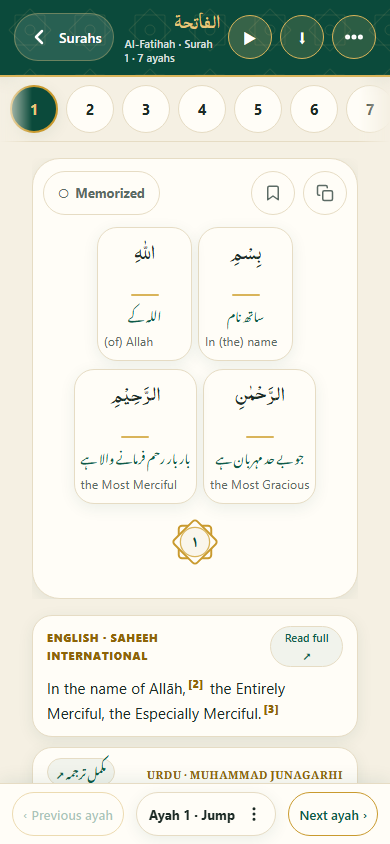 Surahs
الفاتحة
Al-Fatihah · Surah
1 · 7 ayahs
•••
1 2 3 4 5 6 7
Memorized
بِسْمِ
ساتھ نام
In (the) name
اللّٰهِ
اللہ کے
(of) Allah
الرَّحْمٰنِ
جو بے حد مہربان ہے
the Most Gracious
الرَّحِيْمِ
بار بار رحم فرمانے والا ہے
the Most Merciful
١
ENGLISH · SAHEEH
INTERNATIONAL
Read full
↗
In the name of Allāh,[2] the Entirely
Merciful, the Especially Merciful.[3]
مکمل ترجمہ ↗
URDU · MUHAMMAD JUNAGARHI
‹ Previous ayah
Ayah 1 · Jump
Next ayah ›